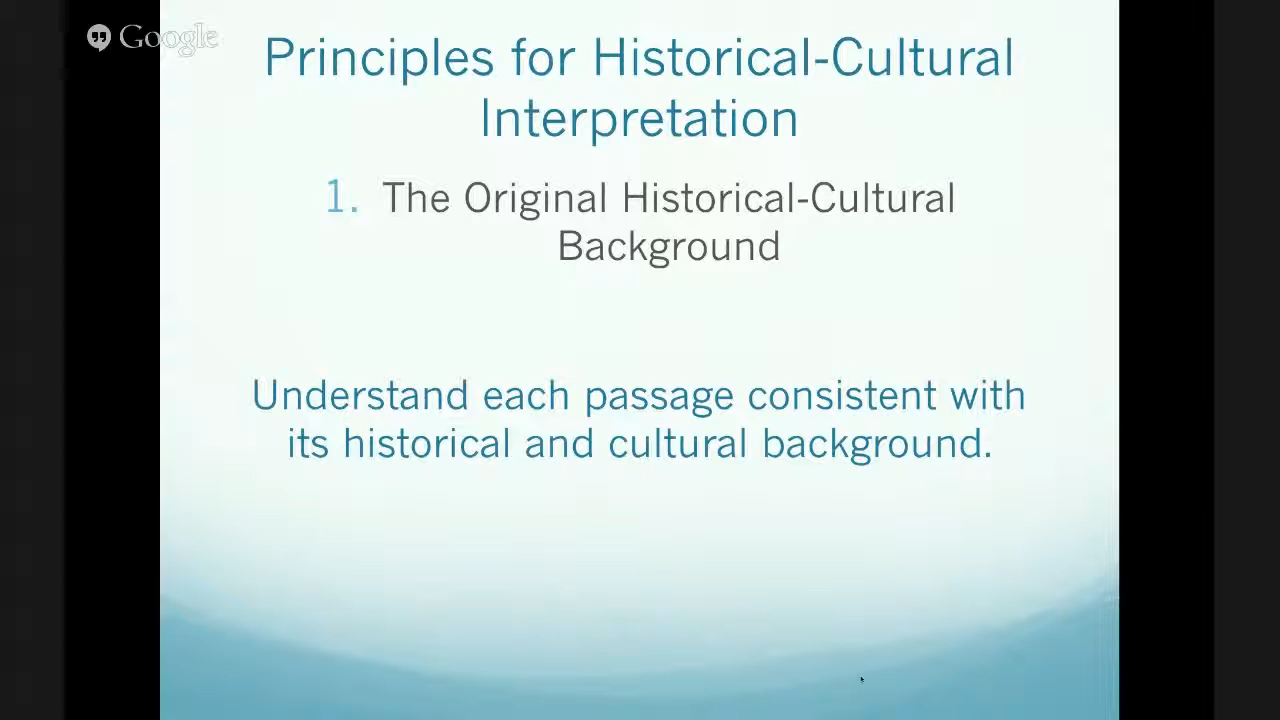 Google
Principles for Historical-Cultural
Interpretation
1. The Original Historical-Cultural
Background
Understand each passage consistent with
its historical and cultural background.